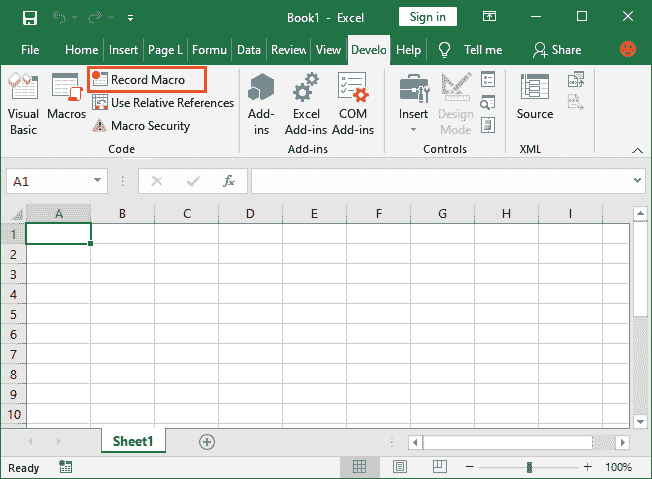 Book1 - Excel
Sign in
File Home Insert Page L Formu Data Review View Develo Help Tell me Share
Visual Basic
Macros
Record Macro
Use Relative References
Macro Security
Code
Add-ins
Excel Add-ins
COM Add-ins
Add-ins
Insert
Design Mode
Controls
Source
XML
A1
fx
A B C D E F G H I
1
2
3
4
5
6
7
8
9
10
Sheet1
Ready
100%